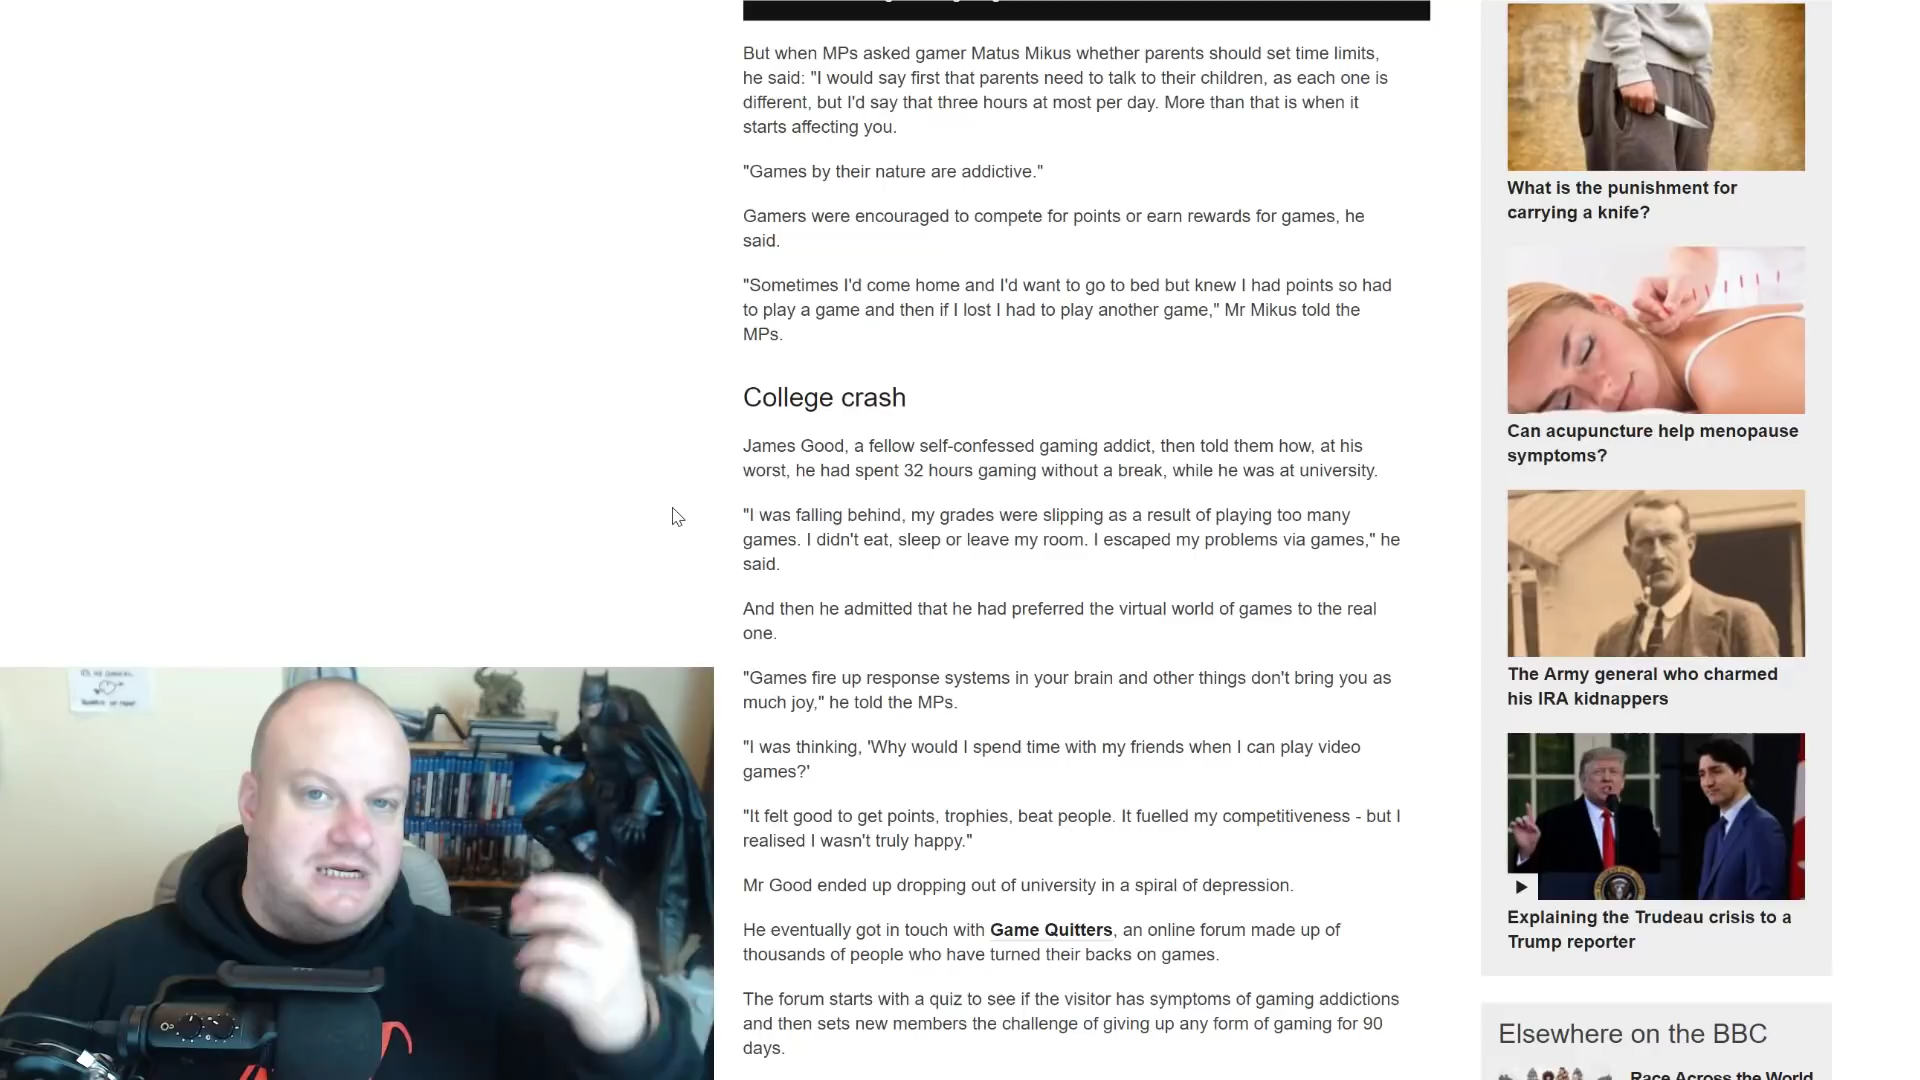 But when MPs asked gamer Matus Mikus whether parents should set time limits,
he said: "I would say first that parents need to talk to their children, as each one is
different, but I'd say that three hours at most per day. More than that is when it
starts affecting you.
"Games by their nature are addictive."
Gamers were encouraged to compete for points or earn rewards for games, he
said.
"Sometimes I'd come home and I'd want to go to bed but knew I had points so had
to play a game and then if I lost I had to play another game," Mr Mikus told the
MPs.
College crash
James Good, a fellow self-confessed gaming addict, then told them how, at his
worst, he had spent 32 hours gaming without a break, while he was at university.
"I was falling behind, my grades were slipping as a result of playing too many
games. I didn't eat, sleep or leave my room. I escaped my problems via games," he
said.
And then he admitted that he had preferred the virtual world of games to the real
one.
"Games fire up response systems in your brain and other things don't bring you as
much joy," he told the MPs.
"I was thinking, 'Why would I spend time with my friends when I can play video
games?'
"It felt good to get points, trophies, beat people. It fuelled my competitiveness - but I
realised I wasn't truly happy."
Mr Good ended up dropping out of university in a spiral of depression.
He eventually got in touch with Game Quitters, an online forum made up of
thousands of people who have turned their backs on games.
The forum starts with a quiz to see if the visitor has symptoms of gaming addictions
and then sets new members the challenge of giving up any form of gaming for 90
days.
What is the punishment for
carrying a knife?
Can acupuncture help menopause
symptoms?
The Army general who charmed
his IRA kidnappers
Explaining the Trudeau crisis to a
Trump reporter
Elsewhere on the BBC
Race Across the World